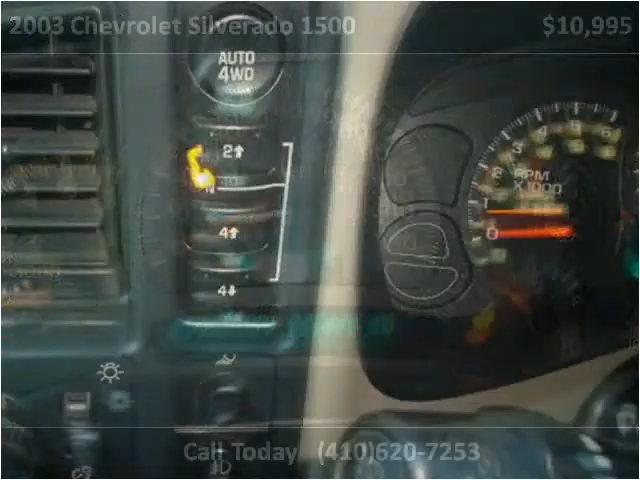 2003 Chevrolet Silverado 1500 $10,995
AUTO
4WD
2
4
4
6
5
4
3
2
1
0
RPM
X1000
Call Today (410)620-7253